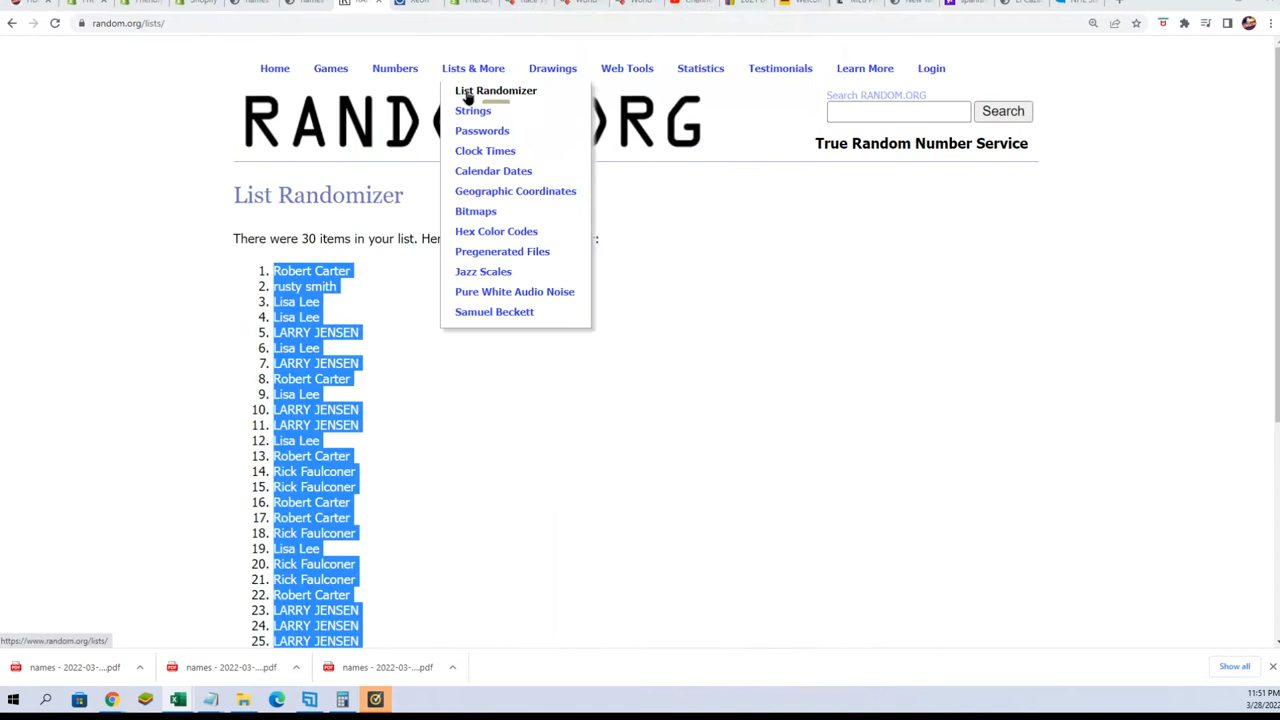 Shopify
random.org/lists/
Home Games Numbers Lists & More Drawings Web Tools Statistics Testimonials Learn More Login
List Randomizer
Strings
Passwords
Clock Times
Calendar Dates
Geographic Coordinates
Bitmaps
Hex Color Codes
Pregenerated Files
Jazz Scales
Pure White Audio Noise
Samuel Beckett
Search RANDOM.ORG
Search
True Random Number Service
List Randomizer
There were 30 items in your list. Her
1. Robert Carter
2. rusty smith
3. Lisa Lee
4. Lisa Lee
5. LARRY JENSEN
6. Lisa Lee
7. LARRY JENSEN
8. Robert Carter
9. Lisa Lee
10. LARRY JENSEN
11. LARRY JENSEN
12. Lisa Lee
13. Robert Carter
14. Rick Faulconer
15. Rick Faulconer
16. Robert Carter
17. Robert Carter
18. Rick Faulconer
19. Lisa Lee
20. Rick Faulconer
21. Rick Faulconer
22. Robert Carter
23. LARRY JENSEN
24. LARRY JENSEN
25. LARRY JENSEN
https://www.random.org/lists/
names - 2022-03-....pdf names - 2022-03-....pdf names - 2022-03-....pdf Show all
11:51 PM
3/28/202